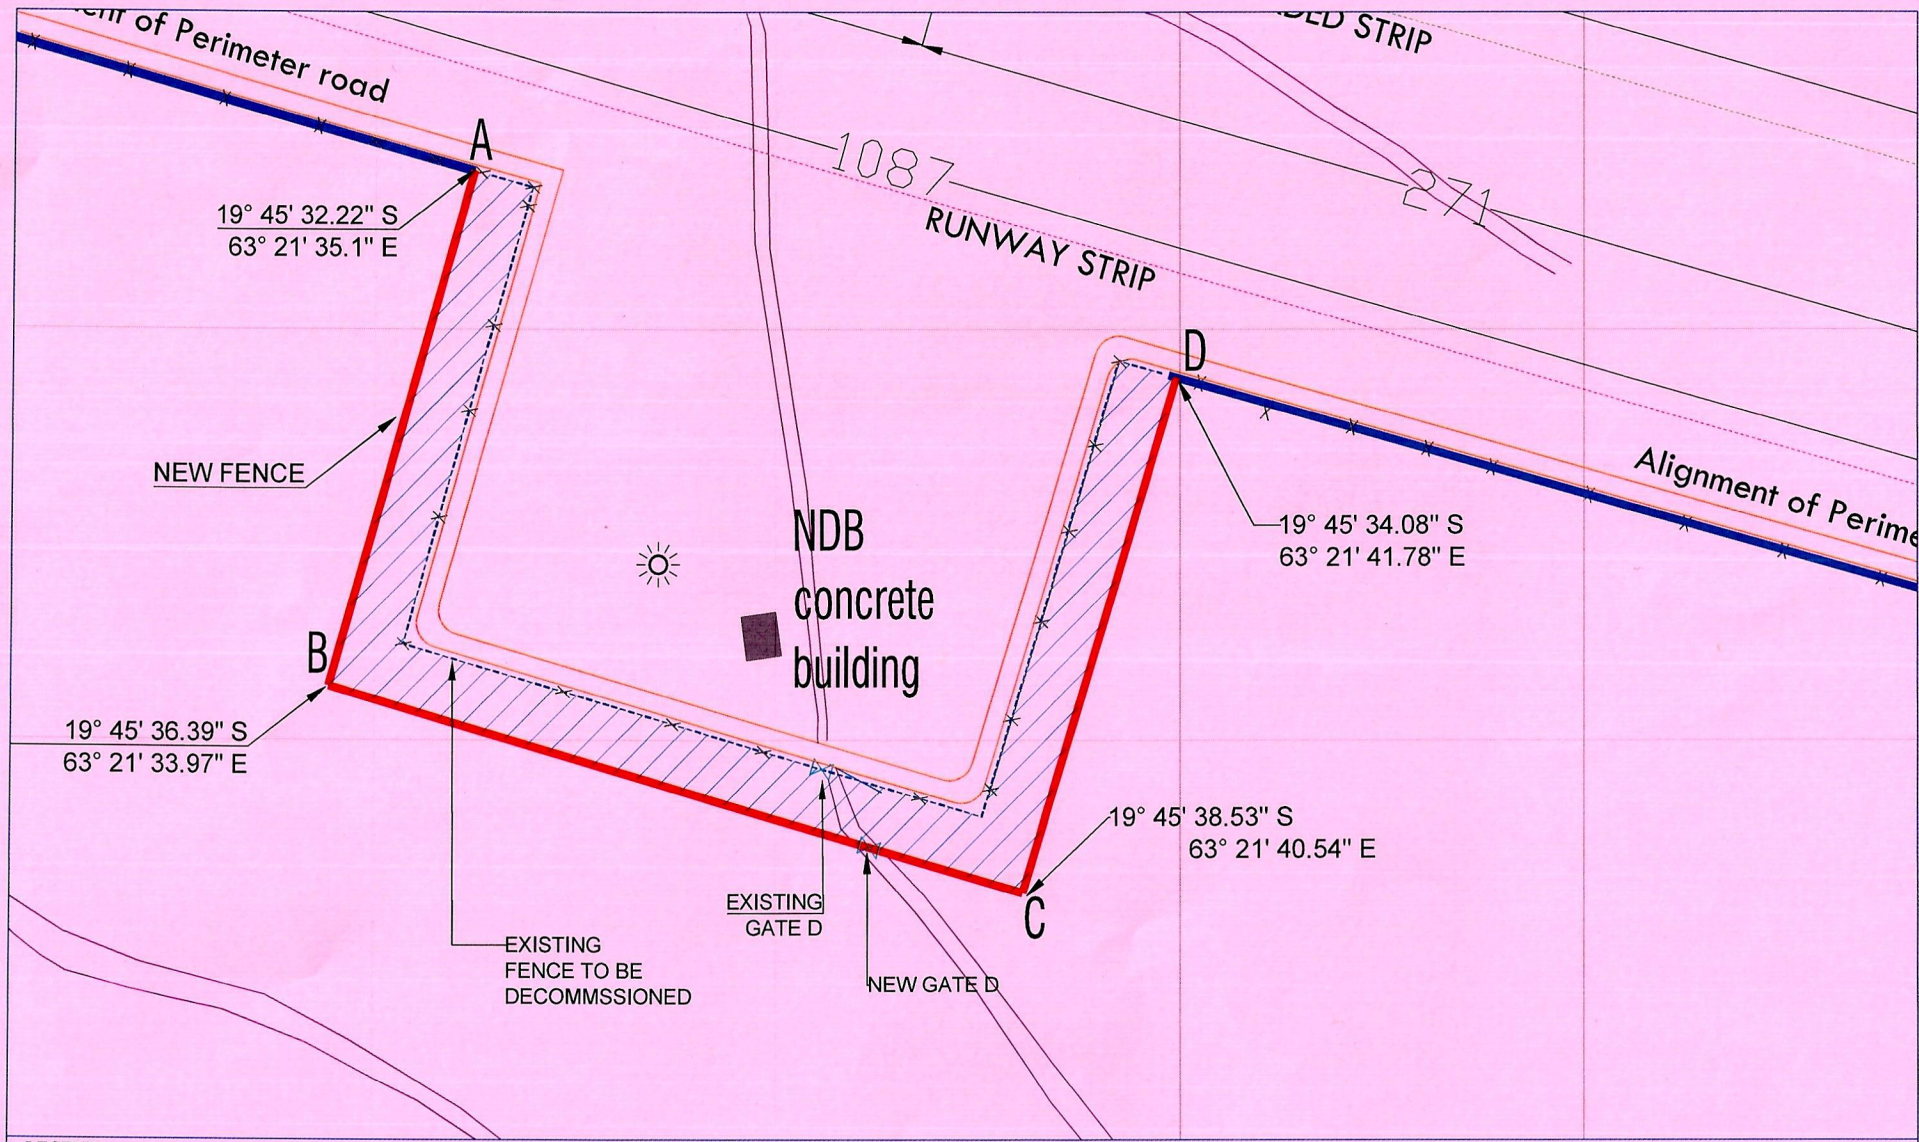 of Perimeter road
STRIP
A
1087
271
19° 45' 32.22" S
63° 21' 35.1" E
RUNWAY STRIP
D
NEW FENCE
Alignment of
19° 45' 34.08" S
63° 21' 41.78" E
NDB
concrete
building
B
19° 45' 36.39" S
63° 21' 33.97" E
19° 45' 38.53" S
63° 21' 40.54" E
EXISTING
GATE D
C
EXISTING
FENCE TO BE
DECOMMSSIONED
NEW GATE D